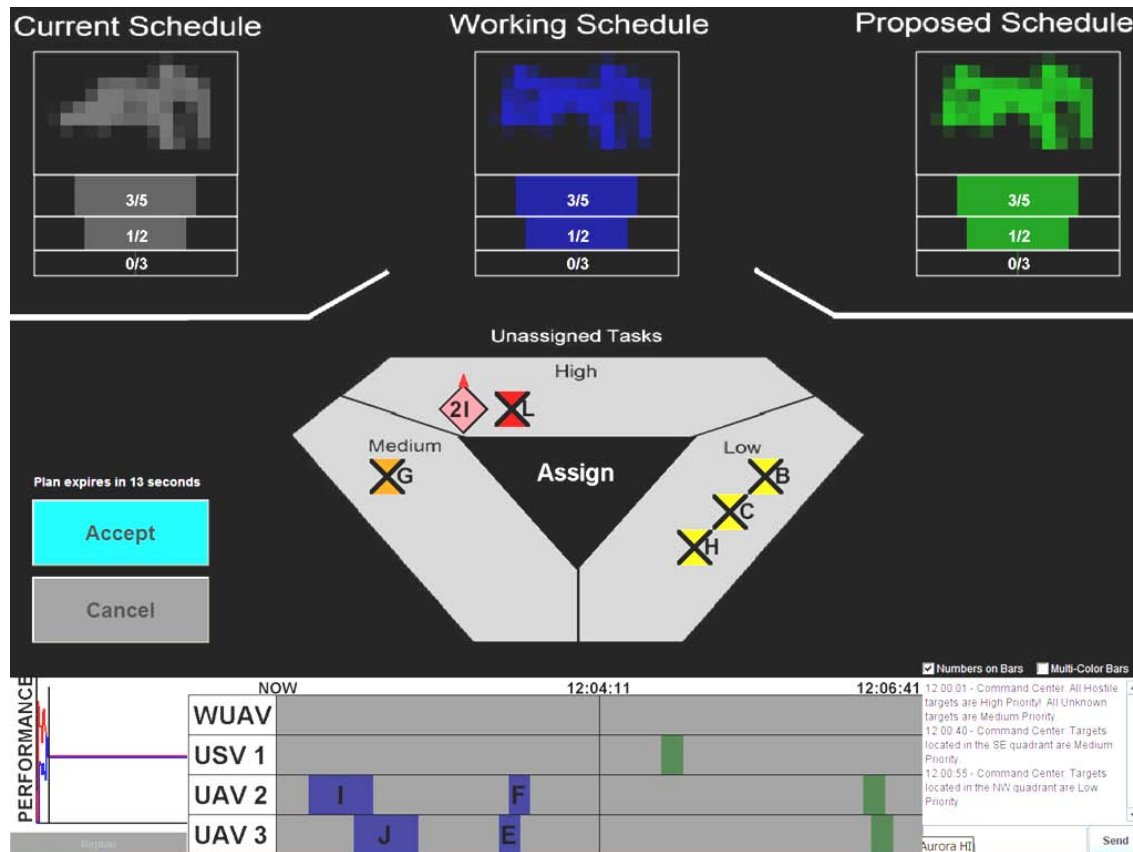 Current Schedule
Working Schedule
Proposed Schedule
3/5
1/2
0/3
3/5
1/2
0/3
3/5
1/2
0/3
Unassigned Tasks
High
2I
L
Medium
G
Low
B
C
H
Assign
Plan expires in 13 seconds
Accept
Cancel
Numbers on Bars
Multi-Color Bars
PERFORMANCE
Replan
NOW
12:04:11
12:06:41
WUAV
USV 1
UAV 2
I
F
UAV 3
J
E
12:00:01 - Command Center: All Hostile
targets are High Priority! All Unknown
targets are Medium Priority.
12:00:40 - Command Center: Targets
located in the SE quadrant are Medium
Priority.
12:00:55 - Command Center: Targets
located in the NW quadrant are Low
Priority
Aurora HI
Send